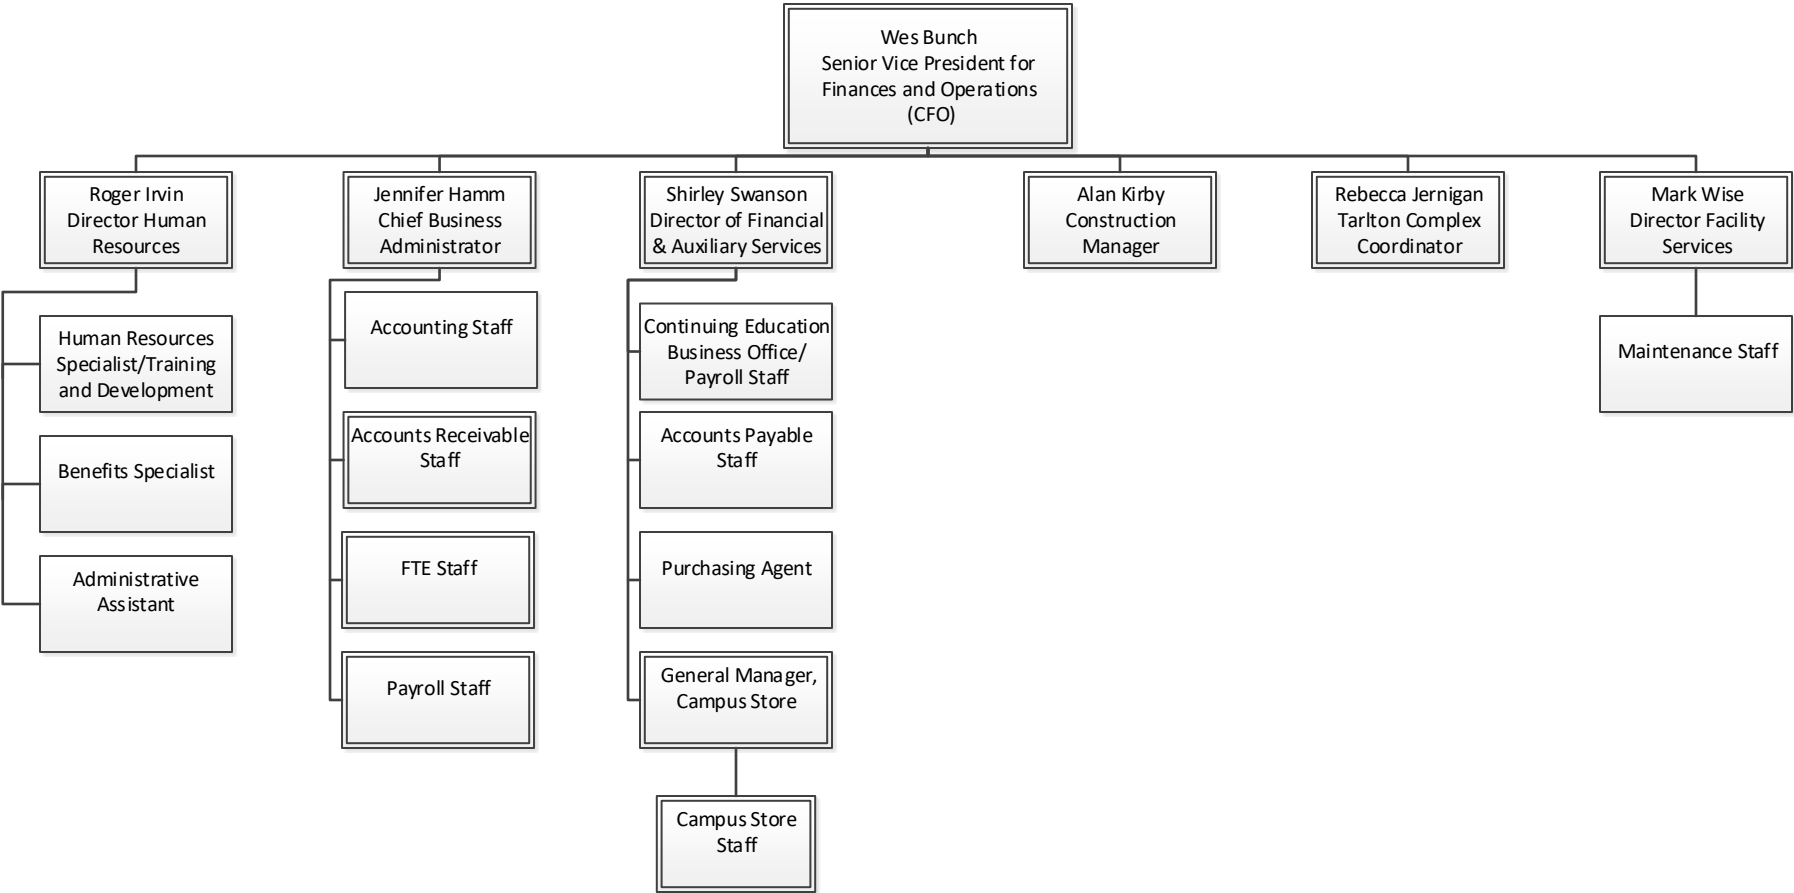 Wes Bunch
Senior Vice President for
Finances and Operations
(CFO)
Roger Irvin
Director Human
Resources
Jennifer Hamm
Chief Business
Administrator
Shirley Swanson
Director of Financial
& Auxiliary Services
Alan Kirby
Construction
Manager
Rebecca Jernigan
Tarlton Complex
Coordinator
Mark Wise
Director Facility
Services
Human Resources
Specialist/Training
and Development
Benefits Specialist
Administrative
Assistant
Accounting Staff
Accounts Receivable
Staff
FTE Staff
Payroll Staff
Continuing Education
Business Office/
Payroll Staff
Accounts Payable
Staff
Purchasing Agent
General Manager,
Campus Store
Campus Store
Staff
Maintenance Staff